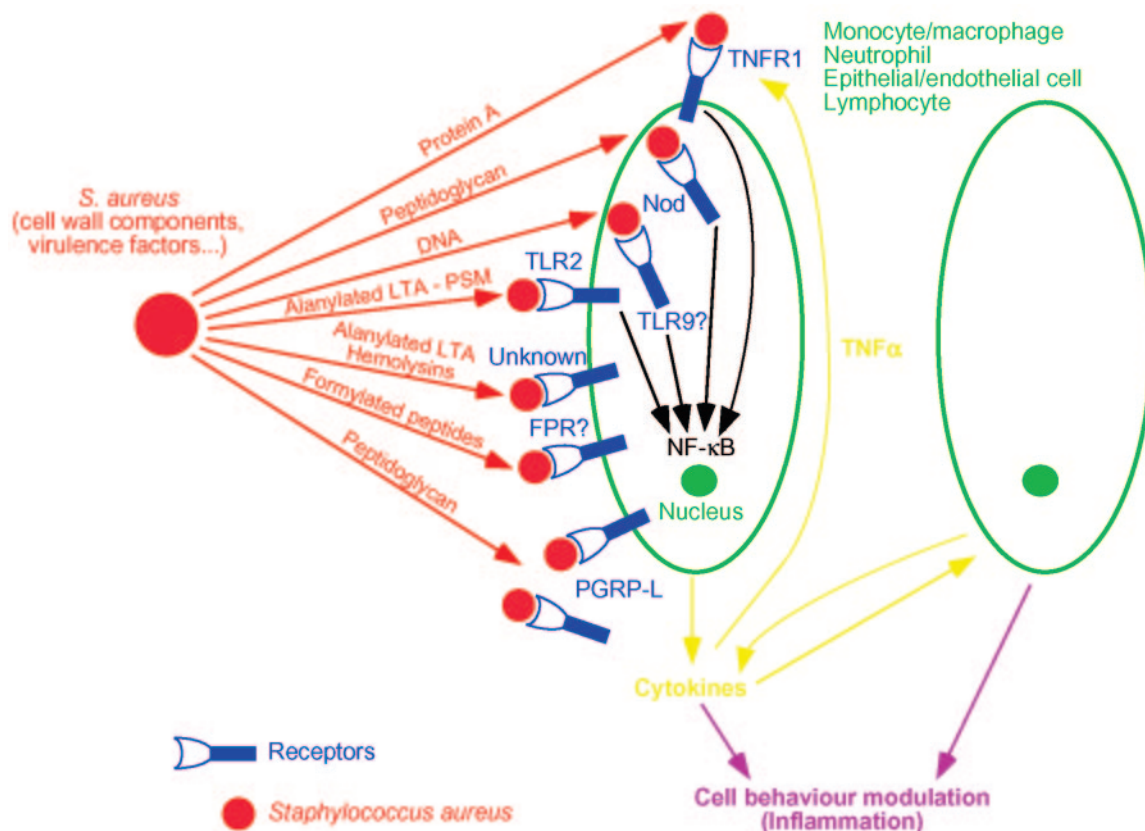 Monocyte/macrophage
Neutrophil
Epithelial/endothelial cell
Lymphocyte
TNFR1
Protein A
Peptidoglycan
S. aureus
(cell wall components,
virulence factors...)
Nod
DNA
TLR2
Alanylated LTA - PSM
TLR9?
Alanylated LTA
Hemolysins
Unknown
TNFα
Formylated peptides
FPR?
NF-κB
Peptidoglycan
Nucleus
PGRP-L
Cytokines
Receptors
Staphylococcus aureus
Cell behaviour modulation
(Inflammation)